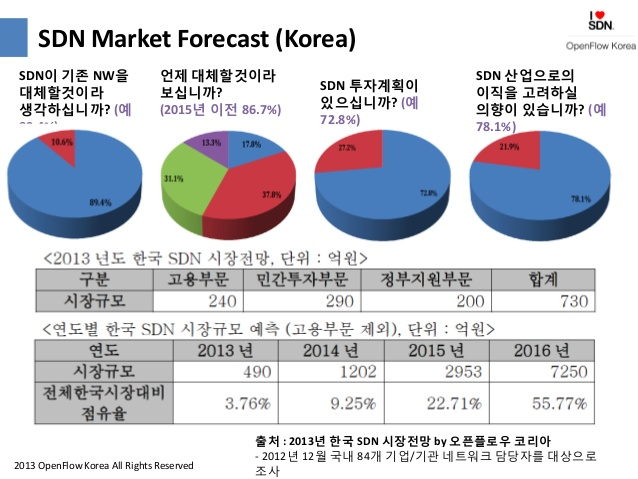 SDN Market Forecast (Korea)
I ❤
SDN.
OpenFlow Korea
SDN이 기존 NW을
대체할것이라
생각하십니까? (예
언제 대체할것이라
보십니까?
(2015년 이전 86.7%)
SDN 투자계획이
있으십니까? (예
72.8%)
SDN 산업으로의
이직을 고려하실
의향이 있습니까? (예
78.1%)
10.6%
89.4%
13.3%
17.8%
31.1%
37.8%
27.2%
72.8%
21.9%
78.1%
<2013 년도 한국 SDN 시장전망, 단위 : 억원>
구분 고용부문 민간투자부문 정부지원부문 합계
시장규모 240 290 200 730
<연도별 한국 SDN 시장규모 예측 (고용부문 제외), 단위 : 억원>
연도 2013 년 2014 년 2015 년 2016 년
시장규모 490 1202 2953 7250
전체한국시장대비
점유율 3.76% 9.25% 22.71% 55.77%
출처 : 2013년 한국 SDN 시장전망 by 오픈플로우 코리아
- 2012년 12월 국내 84개 기업/기관 네트워크 담당자를 대상으로
조사
2013 OpenFlow Korea All Rights Reserved